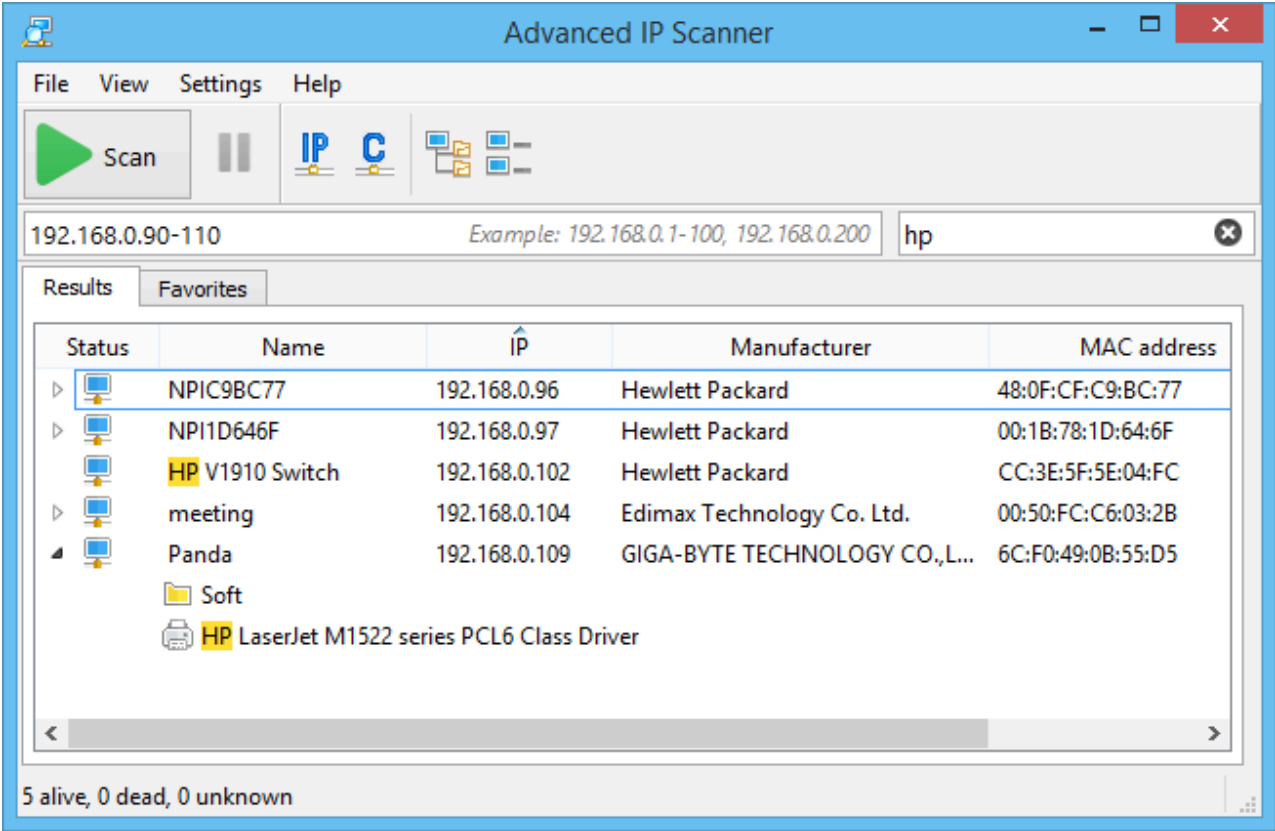 Advanced IP Scanner
File View Settings Help
Scan IP C
192.168.0.90-110 Example: 192.168.0.1-100, 192.168.0.200 hp
Results Favorites
Status Name IP Manufacturer MAC address
NPIC9BC77 192.168.0.96 Hewlett Packard 48:0F:CF:C9:BC:77
NPI1D646F 192.168.0.97 Hewlett Packard 00:1B:78:1D:64:6F
HP V1910 Switch 192.168.0.102 Hewlett Packard CC:3E:5F:5E:04:FC
meeting 192.168.0.104 Edimax Technology Co. Ltd. 00:50:FC:C6:03:2B
Panda 192.168.0.109 GIGA-BYTE TECHNOLOGY CO.,L... 6C:F0:49:0B:55:D5
Soft
HP LaserJet M1522 series PCL6 Class Driver
5 alive, 0 dead, 0 unknown